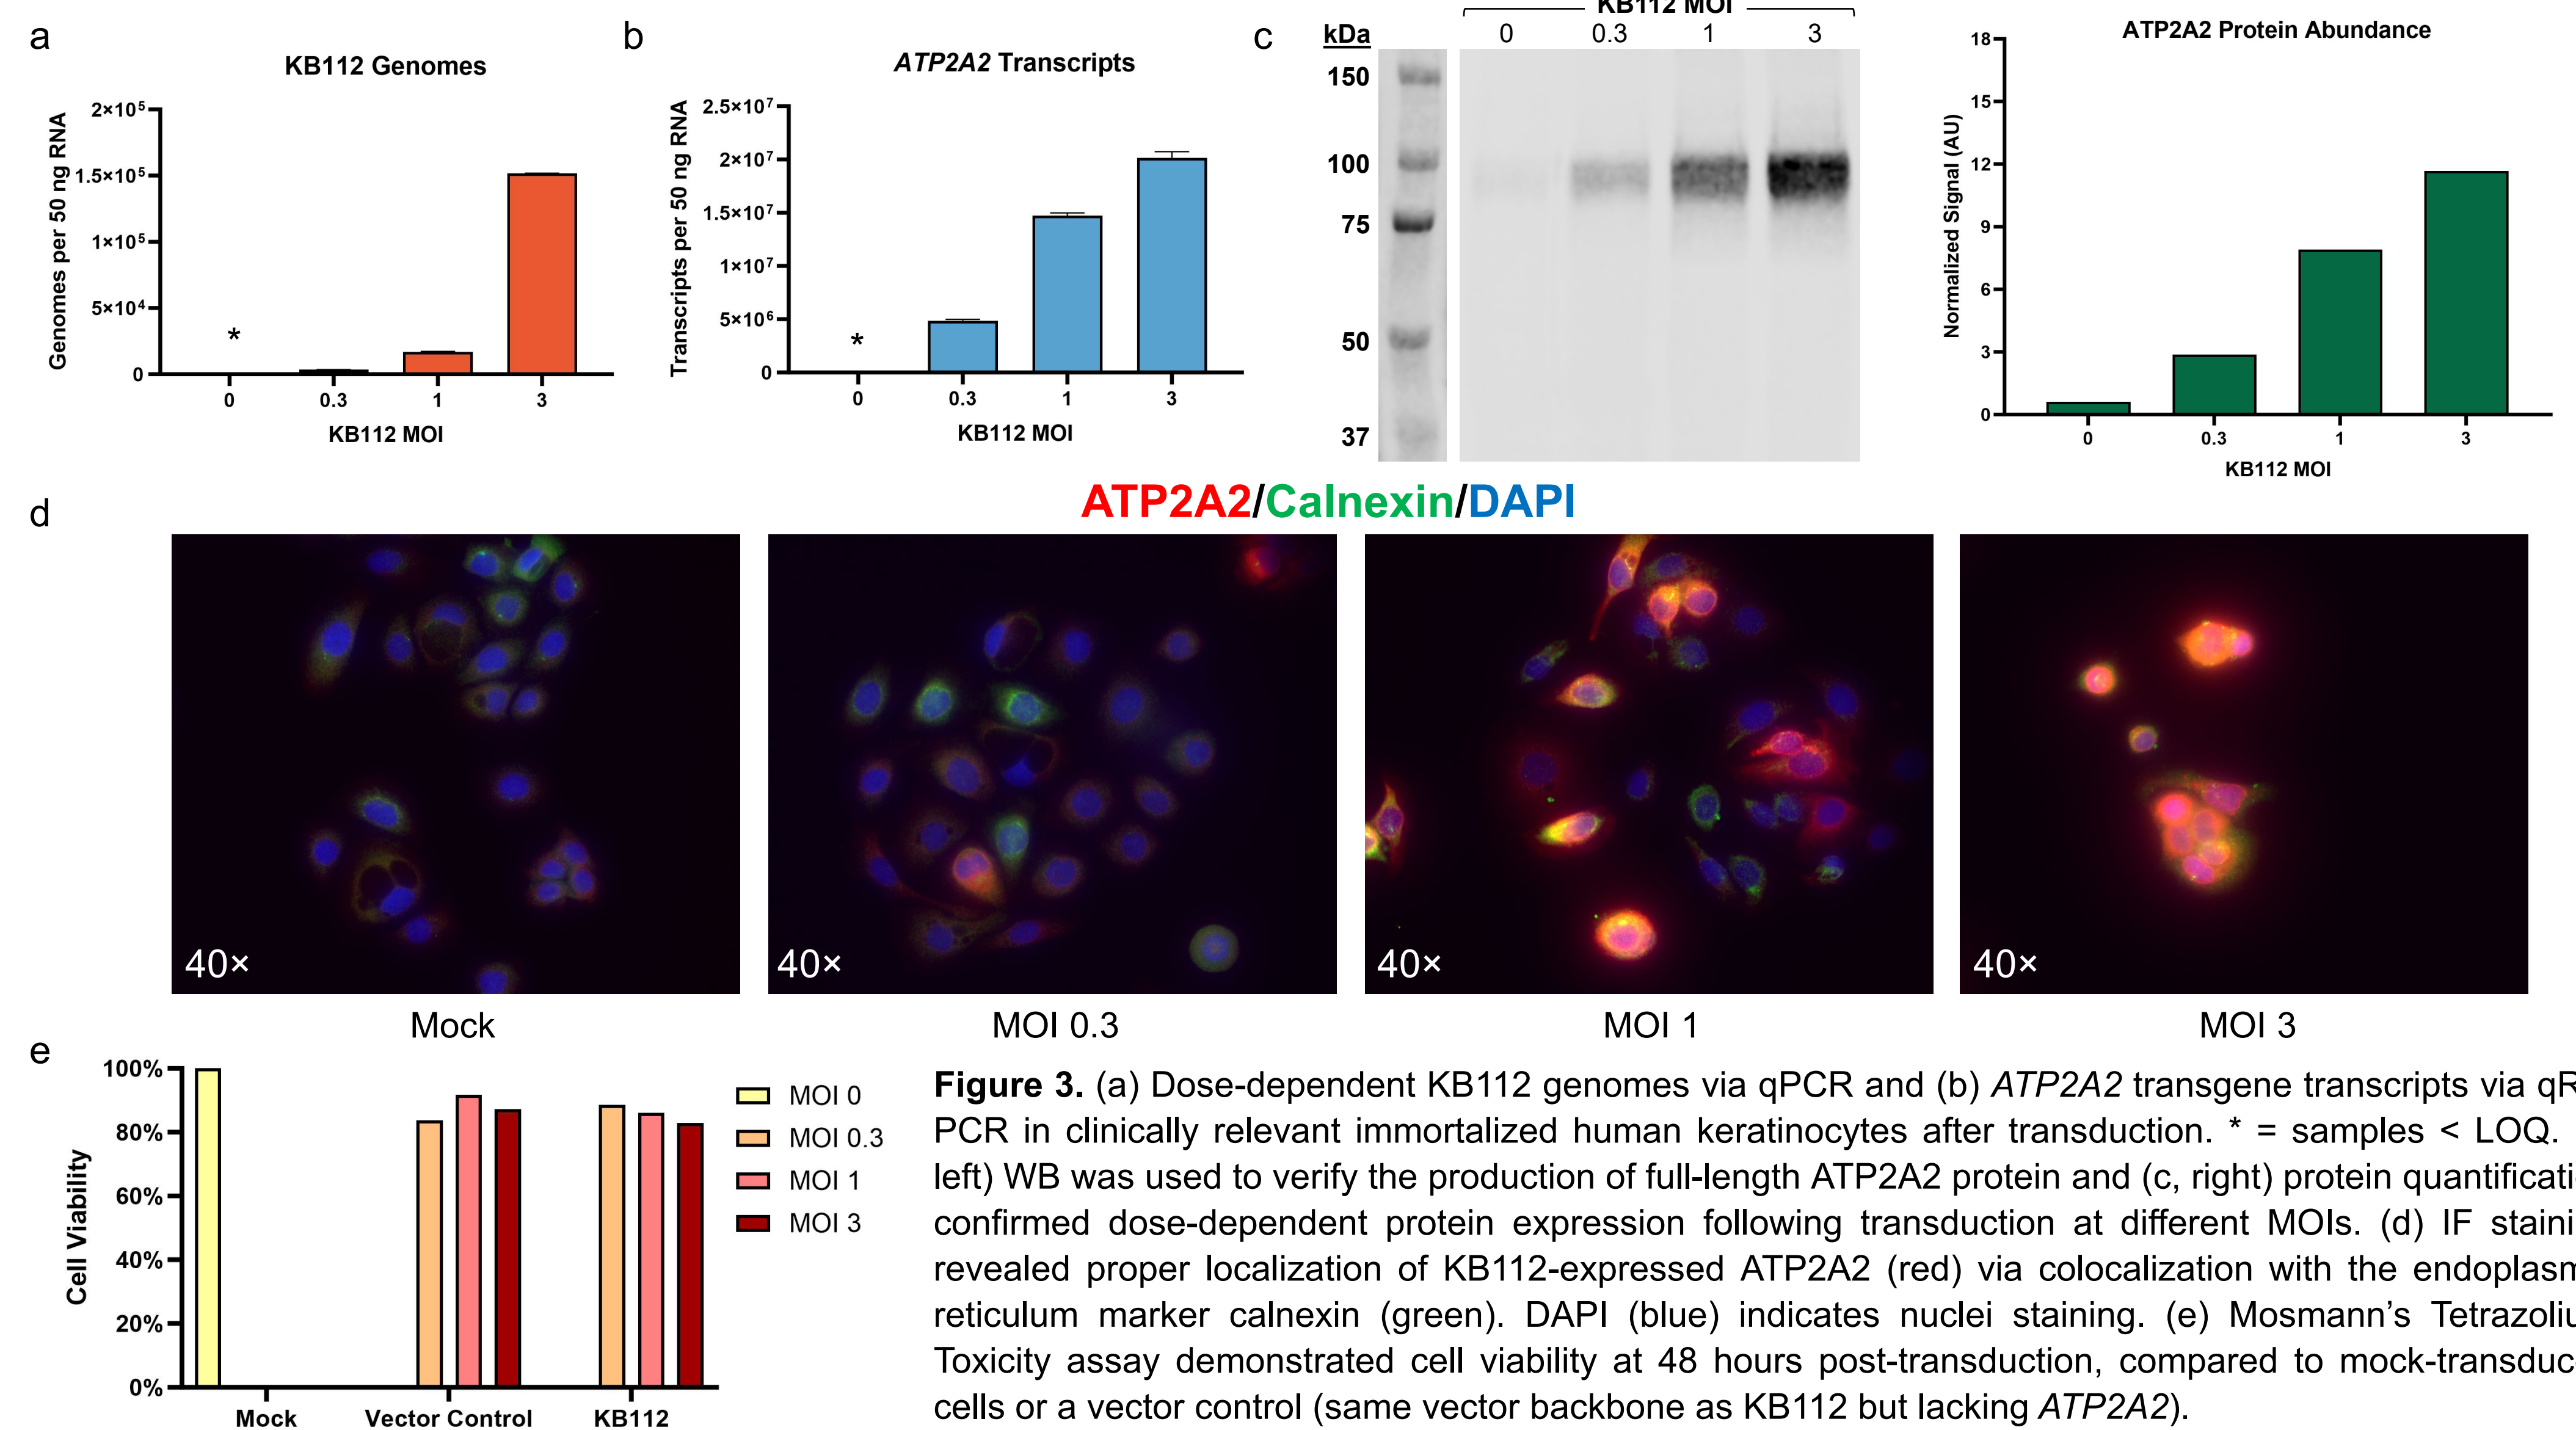 a
KB112 Genomes
Genomes per 50 ng RNA
2×10⁵
1.5×10⁵
1×10⁵
5×10⁴
0
*
0 0.3 1 3
KB112 MOI
b
ATP2A2 Transcripts
Transcripts per 50 ng RNA
2.5×10⁷
2×10⁷
1.5×10⁷
1×10⁷
5×10⁶
0
*
0 0.3 1 3
KB112 MOI
c
KB112 MOI
kDa 0 0.3 1 3
150
100
75
50
37
ATP2A2 Protein Abundance
Normalized Signal (AU)
18
15
12
9
6
3
0
0 0.3 1 3
KB112 MOI
d
ATP2A2/Calnexin/DAPI
40× 40× 40× 40×
Mock MOI 0.3 MOI 1 MOI 3
e
Cell Viability
100%
80%
60%
40%
20%
0%
Mock Vector Control KB112
MOI 0
MOI 0.3
MOI 1
MOI 3
Figure 3. (a) Dose-dependent KB112 genomes via qPCR and (b) ATP2A2 transgene transcripts via
PCR in clinically relevant immortalized human keratinocytes after transduction. * = samples < LOQ.
left) WB was used to verify the production of full-length ATP2A2 protein and (c, right) protein
confirmed dose-dependent protein expression following transduction at different MOIs. (d) IF
revealed proper localization of KB112-expressed ATP2A2 (red) via colocalization with the
reticulum marker calnexin (green). DAPI (blue) indicates nuclei staining. (e) Mosmann’s
Toxicity assay demonstrated cell viability at 48 hours post-transduction, compared to
cells or a vector control (same vector backbone as KB112 but lacking ATP2A2).